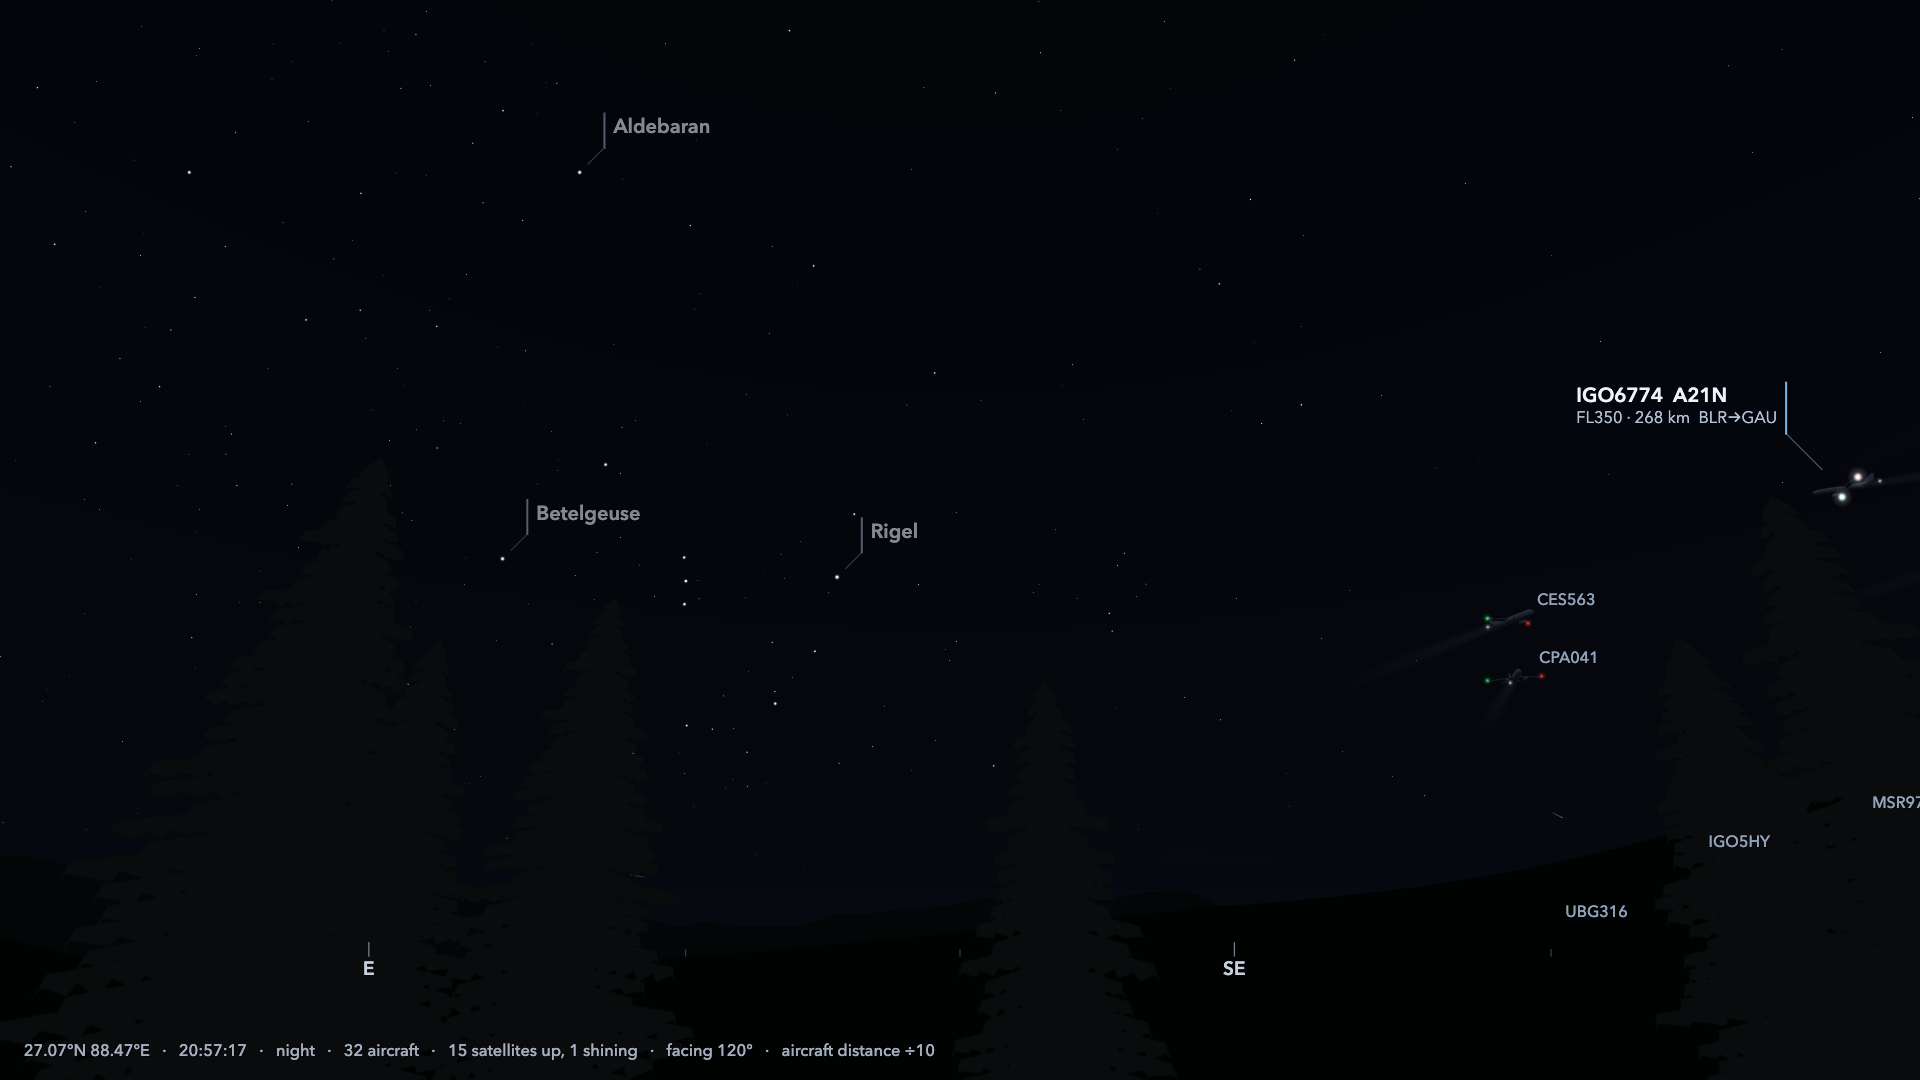 Aldebaran
IGO6774 A21N
FL350 · 268 km BLR→GAU
Betelgeuse
Rigel
CES563
CPA041
MSR97
IGO5HY
UBG316
E
SE
27.07°N 88.47°E · 20:57:17 · night · 32 aircraft · 15 satellites up, 1 shining · facing 120° · aircraft distance ÷10